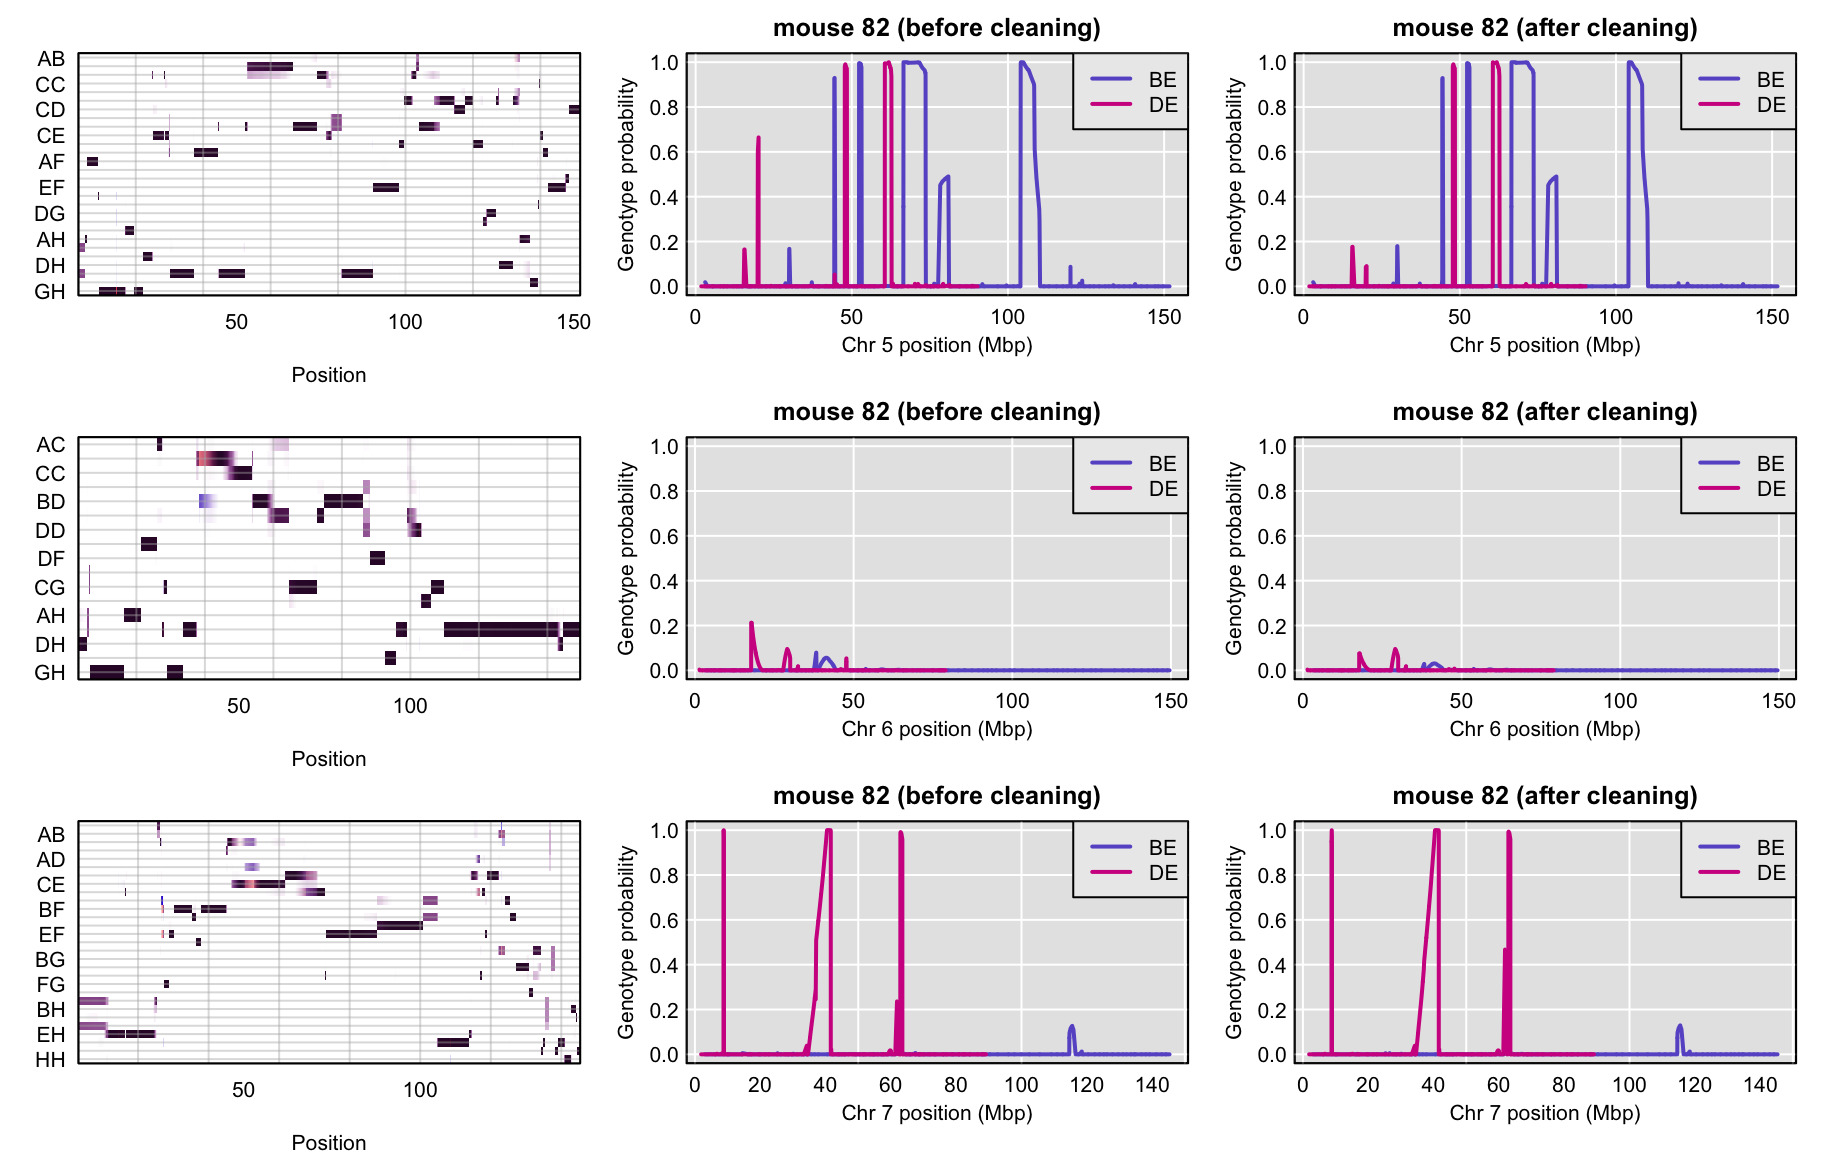 mouse 82 (before cleaning)
mouse 82 (after cleaning)
AB
CC
CD
CE
AF
EF
DG
AH
DH
GH
50
100
150
Position
Genotype probability
1.0
0.8
0.6
0.4
0.2
0.0
BE
DE
0
50
100
150
Chr 5 position (Mbp)
Genotype probability
1.0
0.8
0.6
0.4
0.2
0.0
BE
DE
0
50
100
150
Chr 5 position (Mbp)
mouse 82 (before cleaning)
mouse 82 (after cleaning)
AC
CC
BD
DD
DF
CG
AH
DH
GH
50
100
Position
Genotype probability
1.0
0.8
0.6
0.4
0.2
0.0
BE
DE
0
50
100
150
Chr 6 position (Mbp)
Genotype probability
1.0
0.8
0.6
0.4
0.2
0.0
BE
DE
0
50
100
150
Chr 6 position (Mbp)
mouse 82 (before cleaning)
mouse 82 (after cleaning)
AB
AD
CE
BF
EF
BG
FG
BH
EH
HH
50
100
Position
Genotype probability
1.0
0.8
0.6
0.4
0.2
0.0
BE
DE
0
20
40
60
80
100
120
140
Chr 7 position (Mbp)
Genotype probability
1.0
0.8
0.6
0.4
0.2
0.0
BE
DE
0
20
40
60
80
100
120
140
Chr 7 position (Mbp)